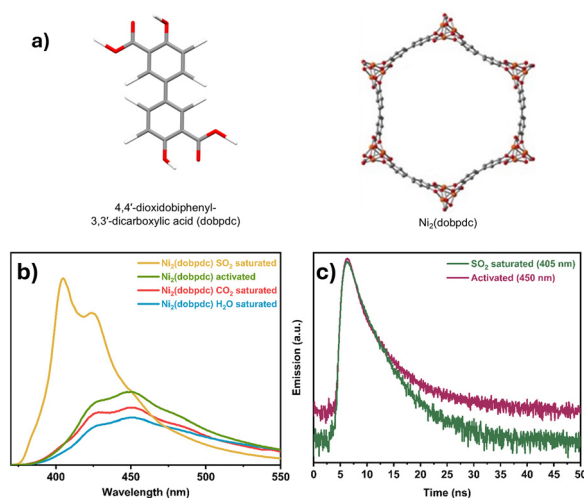 a)
4,4'-dioxidobiphenyl-
3,3'-dicarboxylic acid (dobpdc)
Ni₂(dobpdc)
b)
Ni₂(dobpdc) SO₂ saturated
Ni₂(dobpdc) activated
Ni₂(dobpdc) CO₂ saturated
Ni₂(dobpdc) H₂O saturated
400 450 500 550
Wavelength (nm)
c)
SO₂ saturated (405 nm)
Activated (450 nm)
Emission (a.u.)
0 5 10 15 20 25 30 35 40 45 50
Time (ns)